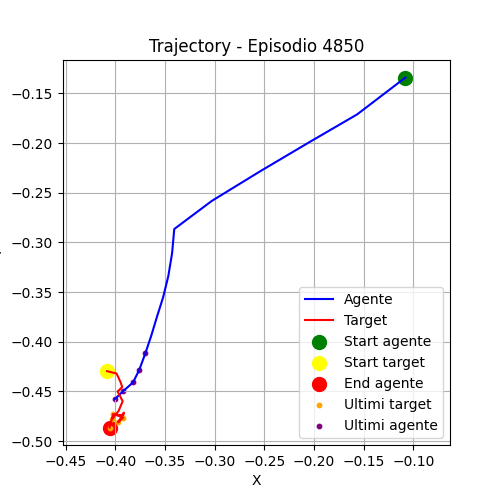 Trajectory - Episodio 4850
−0.15
−0.20
−0.25
−0.30
−0.35
−0.40
−0.45
−0.50
Agente
Target
Start agente
Start target
End agente
Ultimi target
Ultimi agente
−0.45 −0.40 −0.35 −0.30 −0.25 −0.20 −0.15 −0.10
X